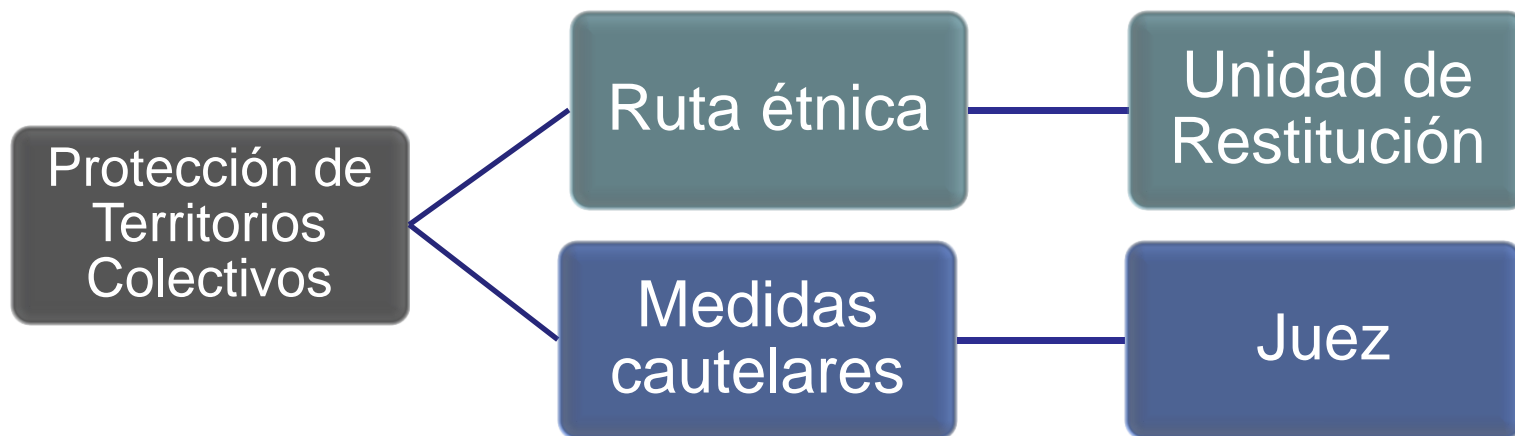 Protección de
Territorios
Colectivos
Ruta étnica
Unidad de
Restitución
Medidas
cautelares
Juez